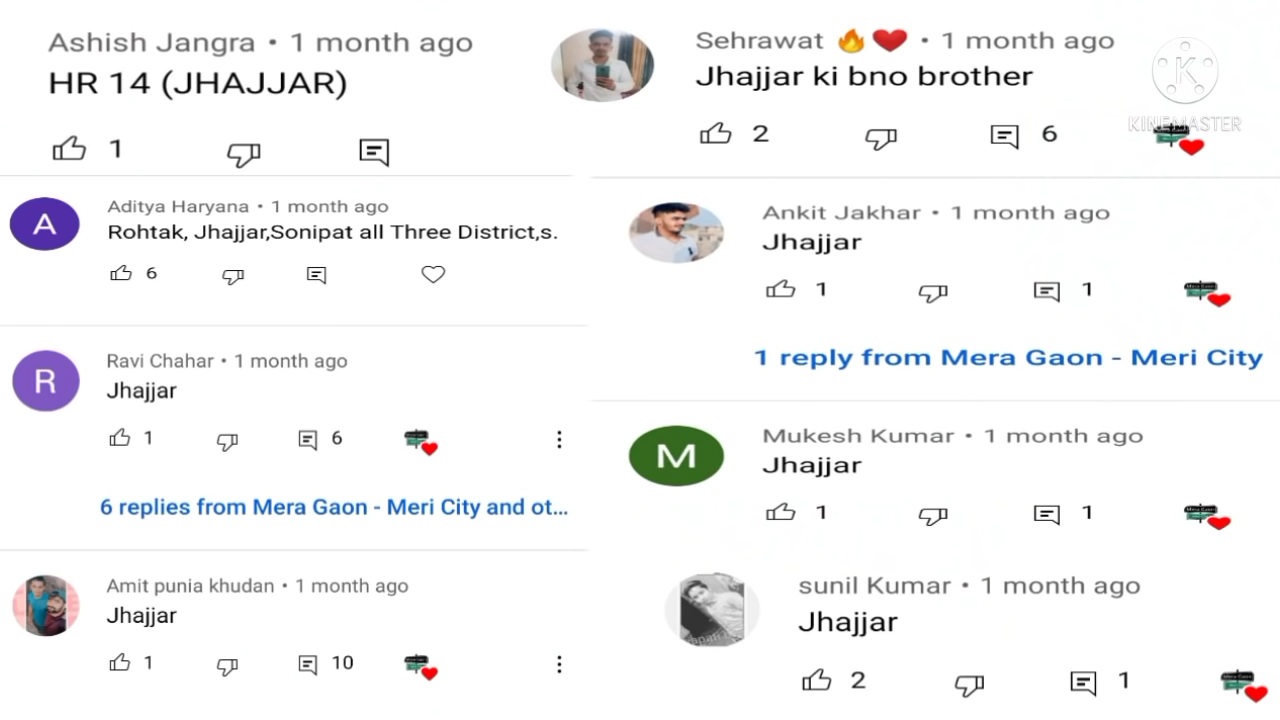 Ashish Jangra • 1 month ago
HR 14 (JHAJJAR)
1
A
Aditya Haryana • 1 month ago
Rohtak, Jhajjar,Sonipat all Three District,s.
6
R
Ravi Chahar • 1 month ago
Jhajjar
1 6
6 replies from Mera Gaon - Meri City and ot...
Amit punia khudan • 1 month ago
Jhajjar
1 10
Sehrawat 🔥❤️ • 1 month ago
Jhajjar ki bno brother
2 6
K
KINEMASTER
Ankit Jakhar • 1 month ago
Jhajjar
1 1
1 reply from Mera Gaon - Meri City
M
Mukesh Kumar • 1 month ago
Jhajjar
1 1
sunil Kumar • 1 month ago
Jhajjar
2 1
Mera Gaon